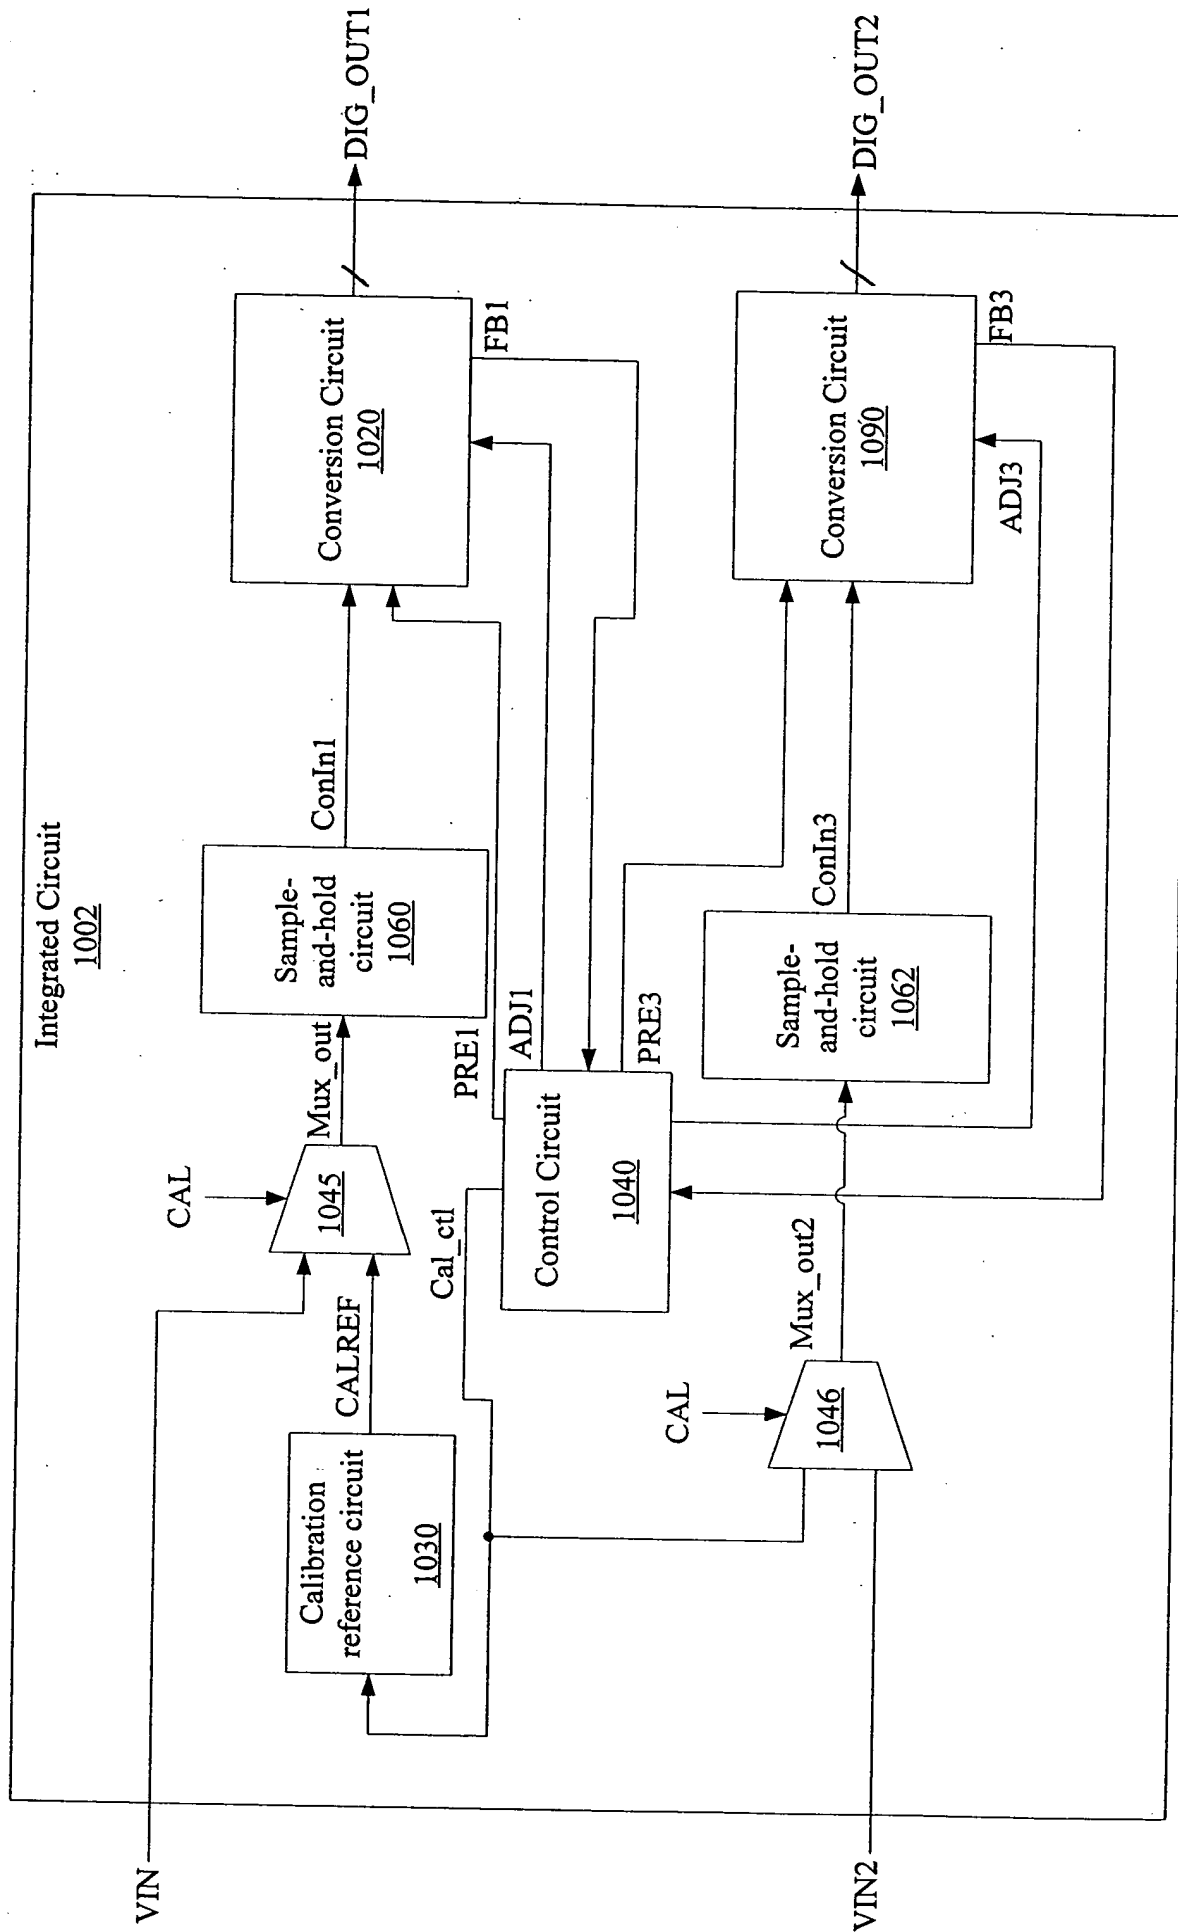 Integrated Circuit
1002
VIN
CAL
1045
Mux_out
Sample-
and-hold
circuit
1060
ConIn1
Conversion Circuit
1020
DIG_OUT1
Calibration
reference circuit
1030
CALREF
Cal_ctl
PRE1
ADJ1
FB1
Control Circuit
1040
PRE3
CAL
1046
Mux_out2
Sample-
and-hold
circuit
1062
ConIn3
Conversion Circuit
1090
DIG_OUT2
ADJ3
FB3
VIN2